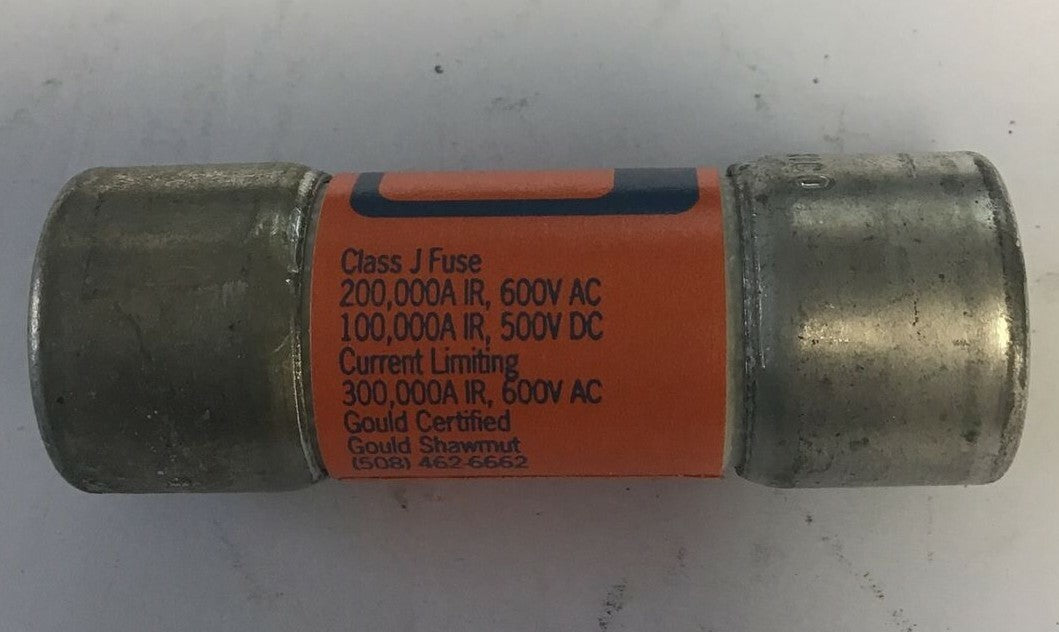 Class J Fuse
200,000A IR, 600V AC
100,000A IR, 500V DC
Current Limiting
300,000A IR, 600V AC
Gould Certified
Gould Shawmut
(508) 462-6662